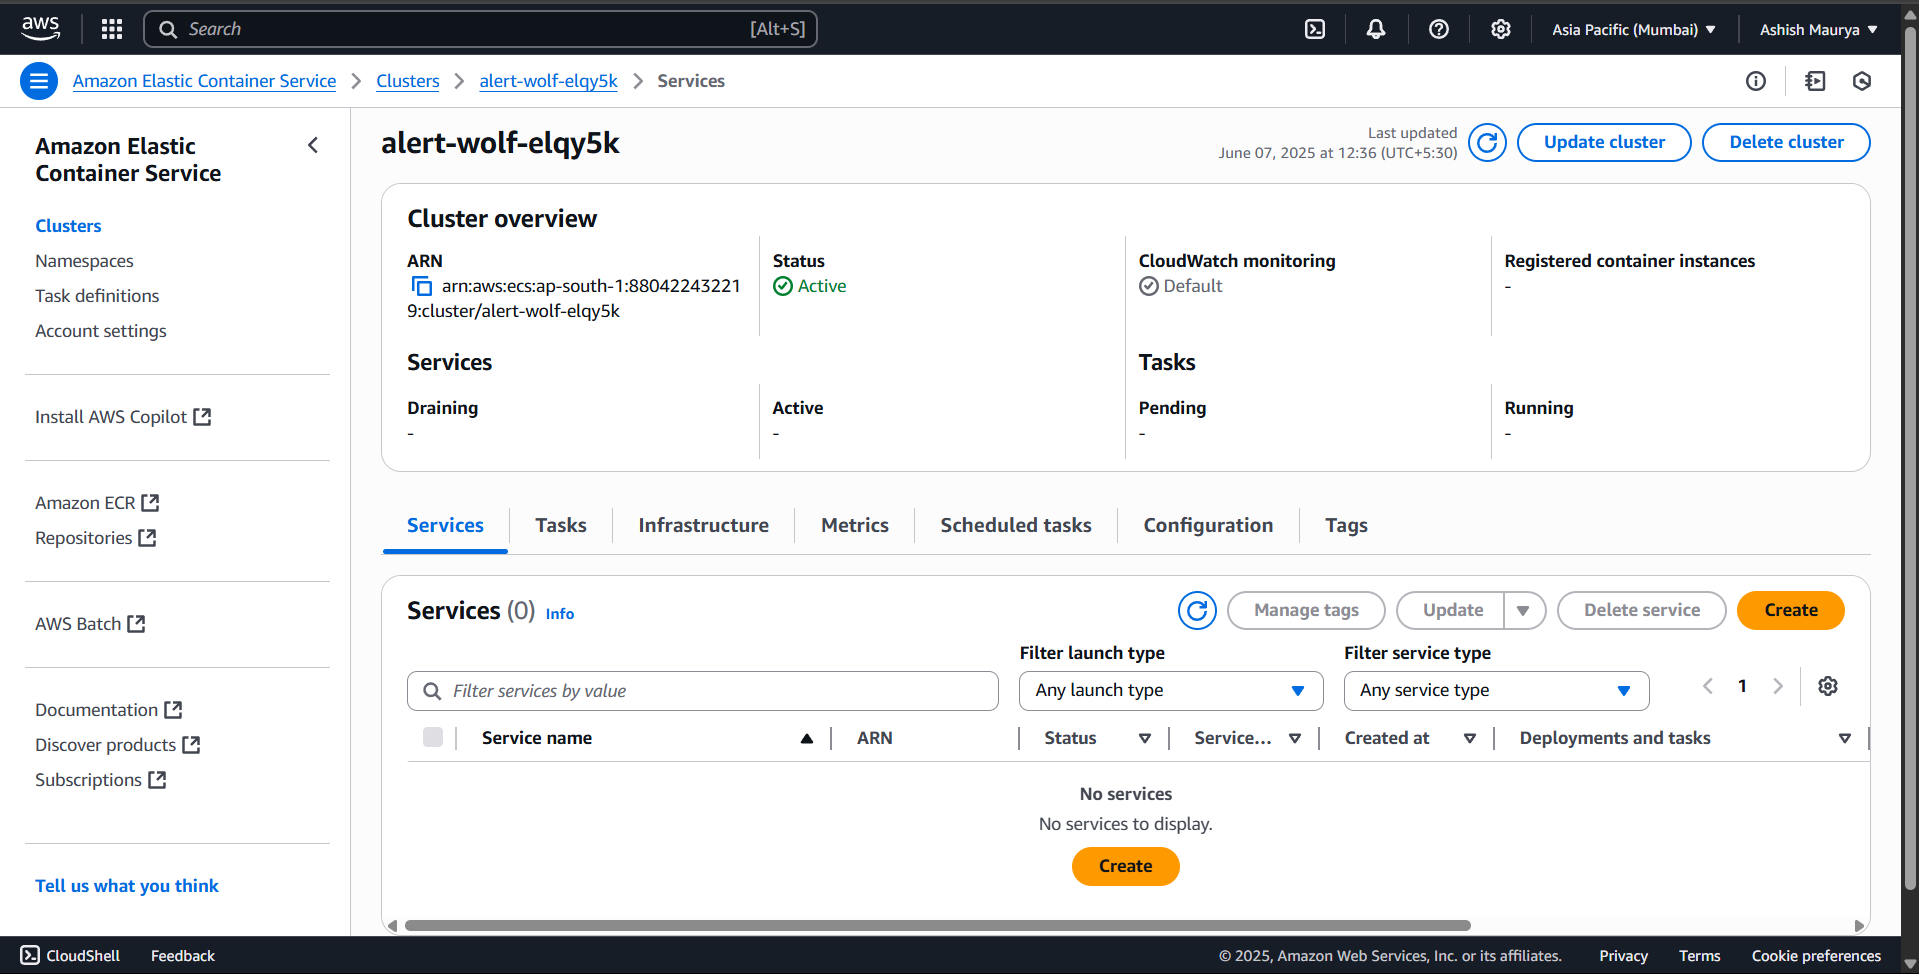 aws
Search [Alt+S]
Asia Pacific (Mumbai) Ashish Maurya
Amazon Elastic Container Service Clusters alert-wolf-elqy5k Services
Amazon Elastic
Container Service
Clusters
Namespaces
Task definitions
Account settings
Install AWS Copilot
Amazon ECR
Repositories
AWS Batch
Documentation
Discover products
Subscriptions
Tell us what you think
alert-wolf-elqy5k
Last updated
June 07, 2025 at 12:36 (UTC+5:30)
Update cluster
Delete cluster
Cluster overview
ARN
arn:aws:ecs:ap-south-1:88042243221
9:cluster/alert-wolf-elqy5k
Status
Active
CloudWatch monitoring
Default
Registered container instances
-
Services
Draining
-
Active
-
Tasks
Pending
-
Running
-
Services Tasks Infrastructure Metrics Scheduled tasks Configuration Tags
Services (0) Info
Manage tags Update Delete service Create
Filter services by value
Filter launch type
Any launch type
Filter service type
Any service type
1
Service name ARN Status Service... Created at Deployments and tasks
No services
No services to display.
Create
CloudShell Feedback © 2025, Amazon Web Services, Inc. or its affiliates. Privacy Terms Cookie preferences